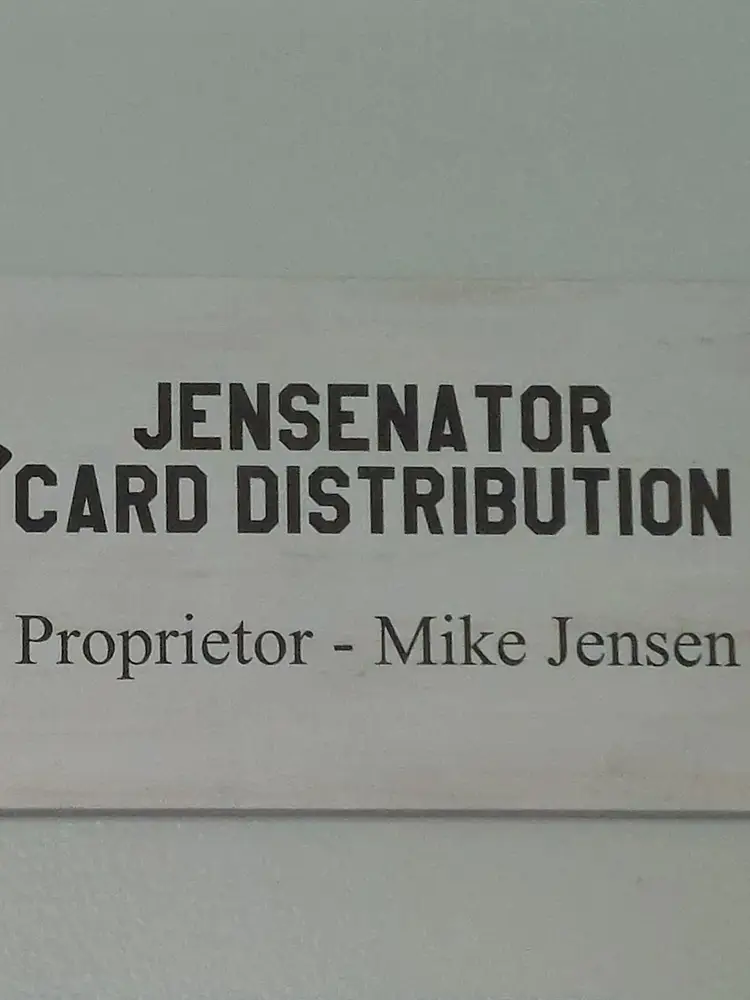 JENSENATOR
CARD DISTRIBUTION
Proprietor - Mike Jensen